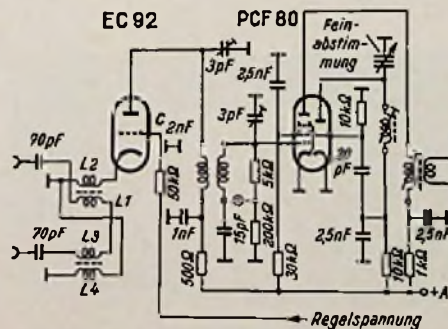 EC 92
PCF 80
Fein-
abstim-
mung
3pF
2,5nF
3pF
C
2nF
90pF
L2
L1
50kΩ
10kΩ
5kΩ
pF
70pF
L3
L4
1nF
15pF
200kΩ
2,5nF
2,5nF
500Ω
30kΩ
10kΩ
1kΩ
+A
Regelspannung